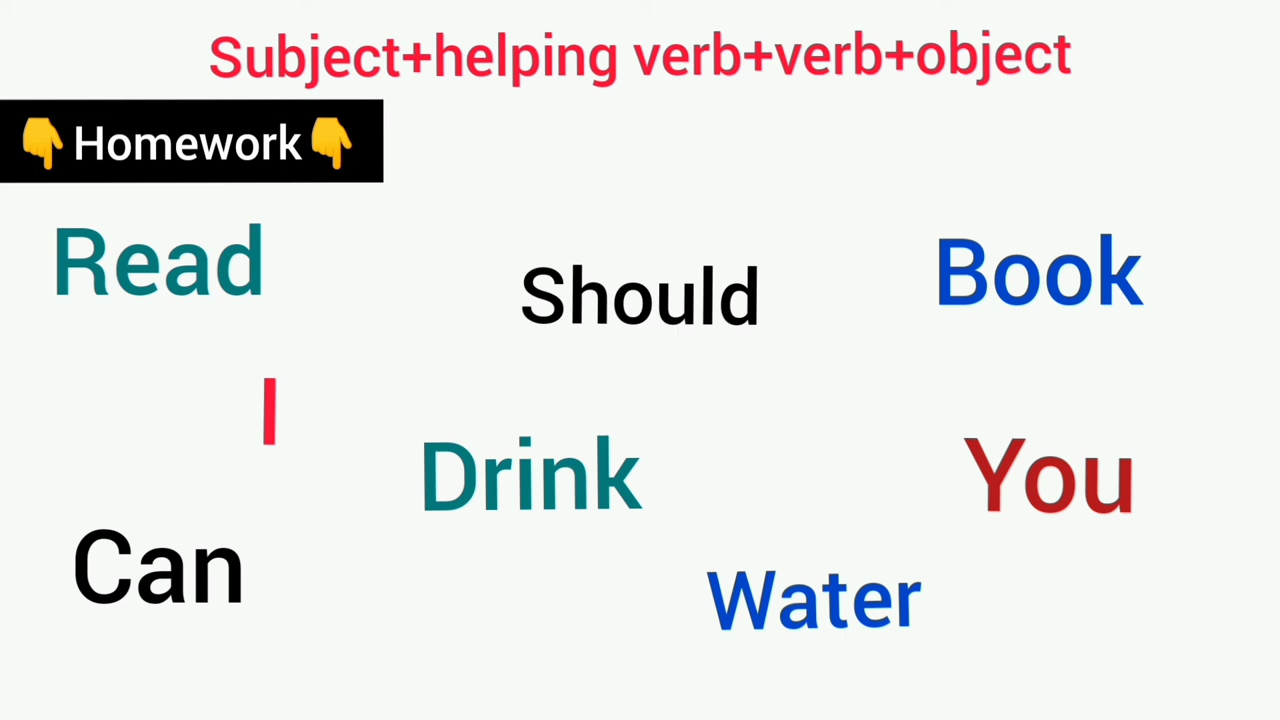 Subject+helping verb+verb+object
👇Homework👇
Read
Should
Book
I
Drink
You
Can
Water